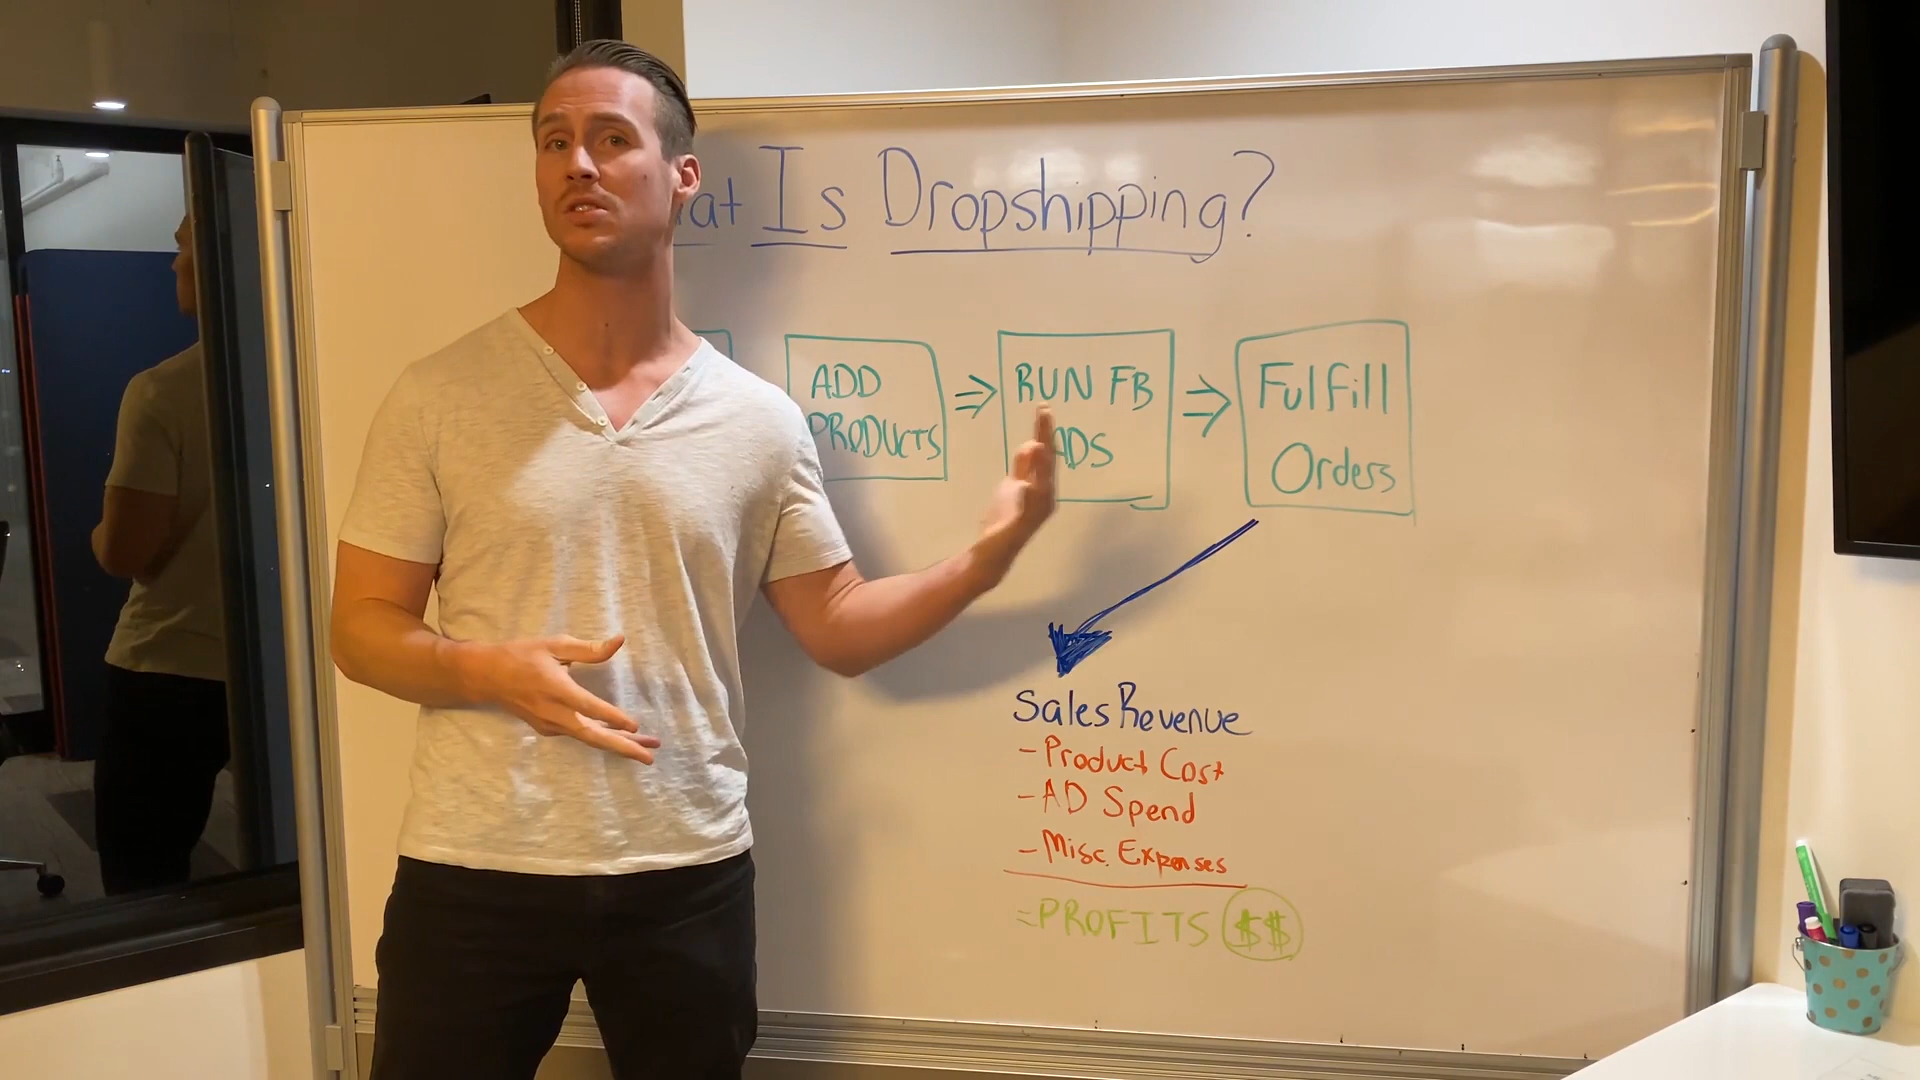 at Is Dropshipping?
ADD
PRODUCTS
⇒
RUN FB
ADS
⇒
Fulfill
Orders
Sales Revenue
- Product Cost
- AD Spend
- Misc. Expenses
= PROFITS $$